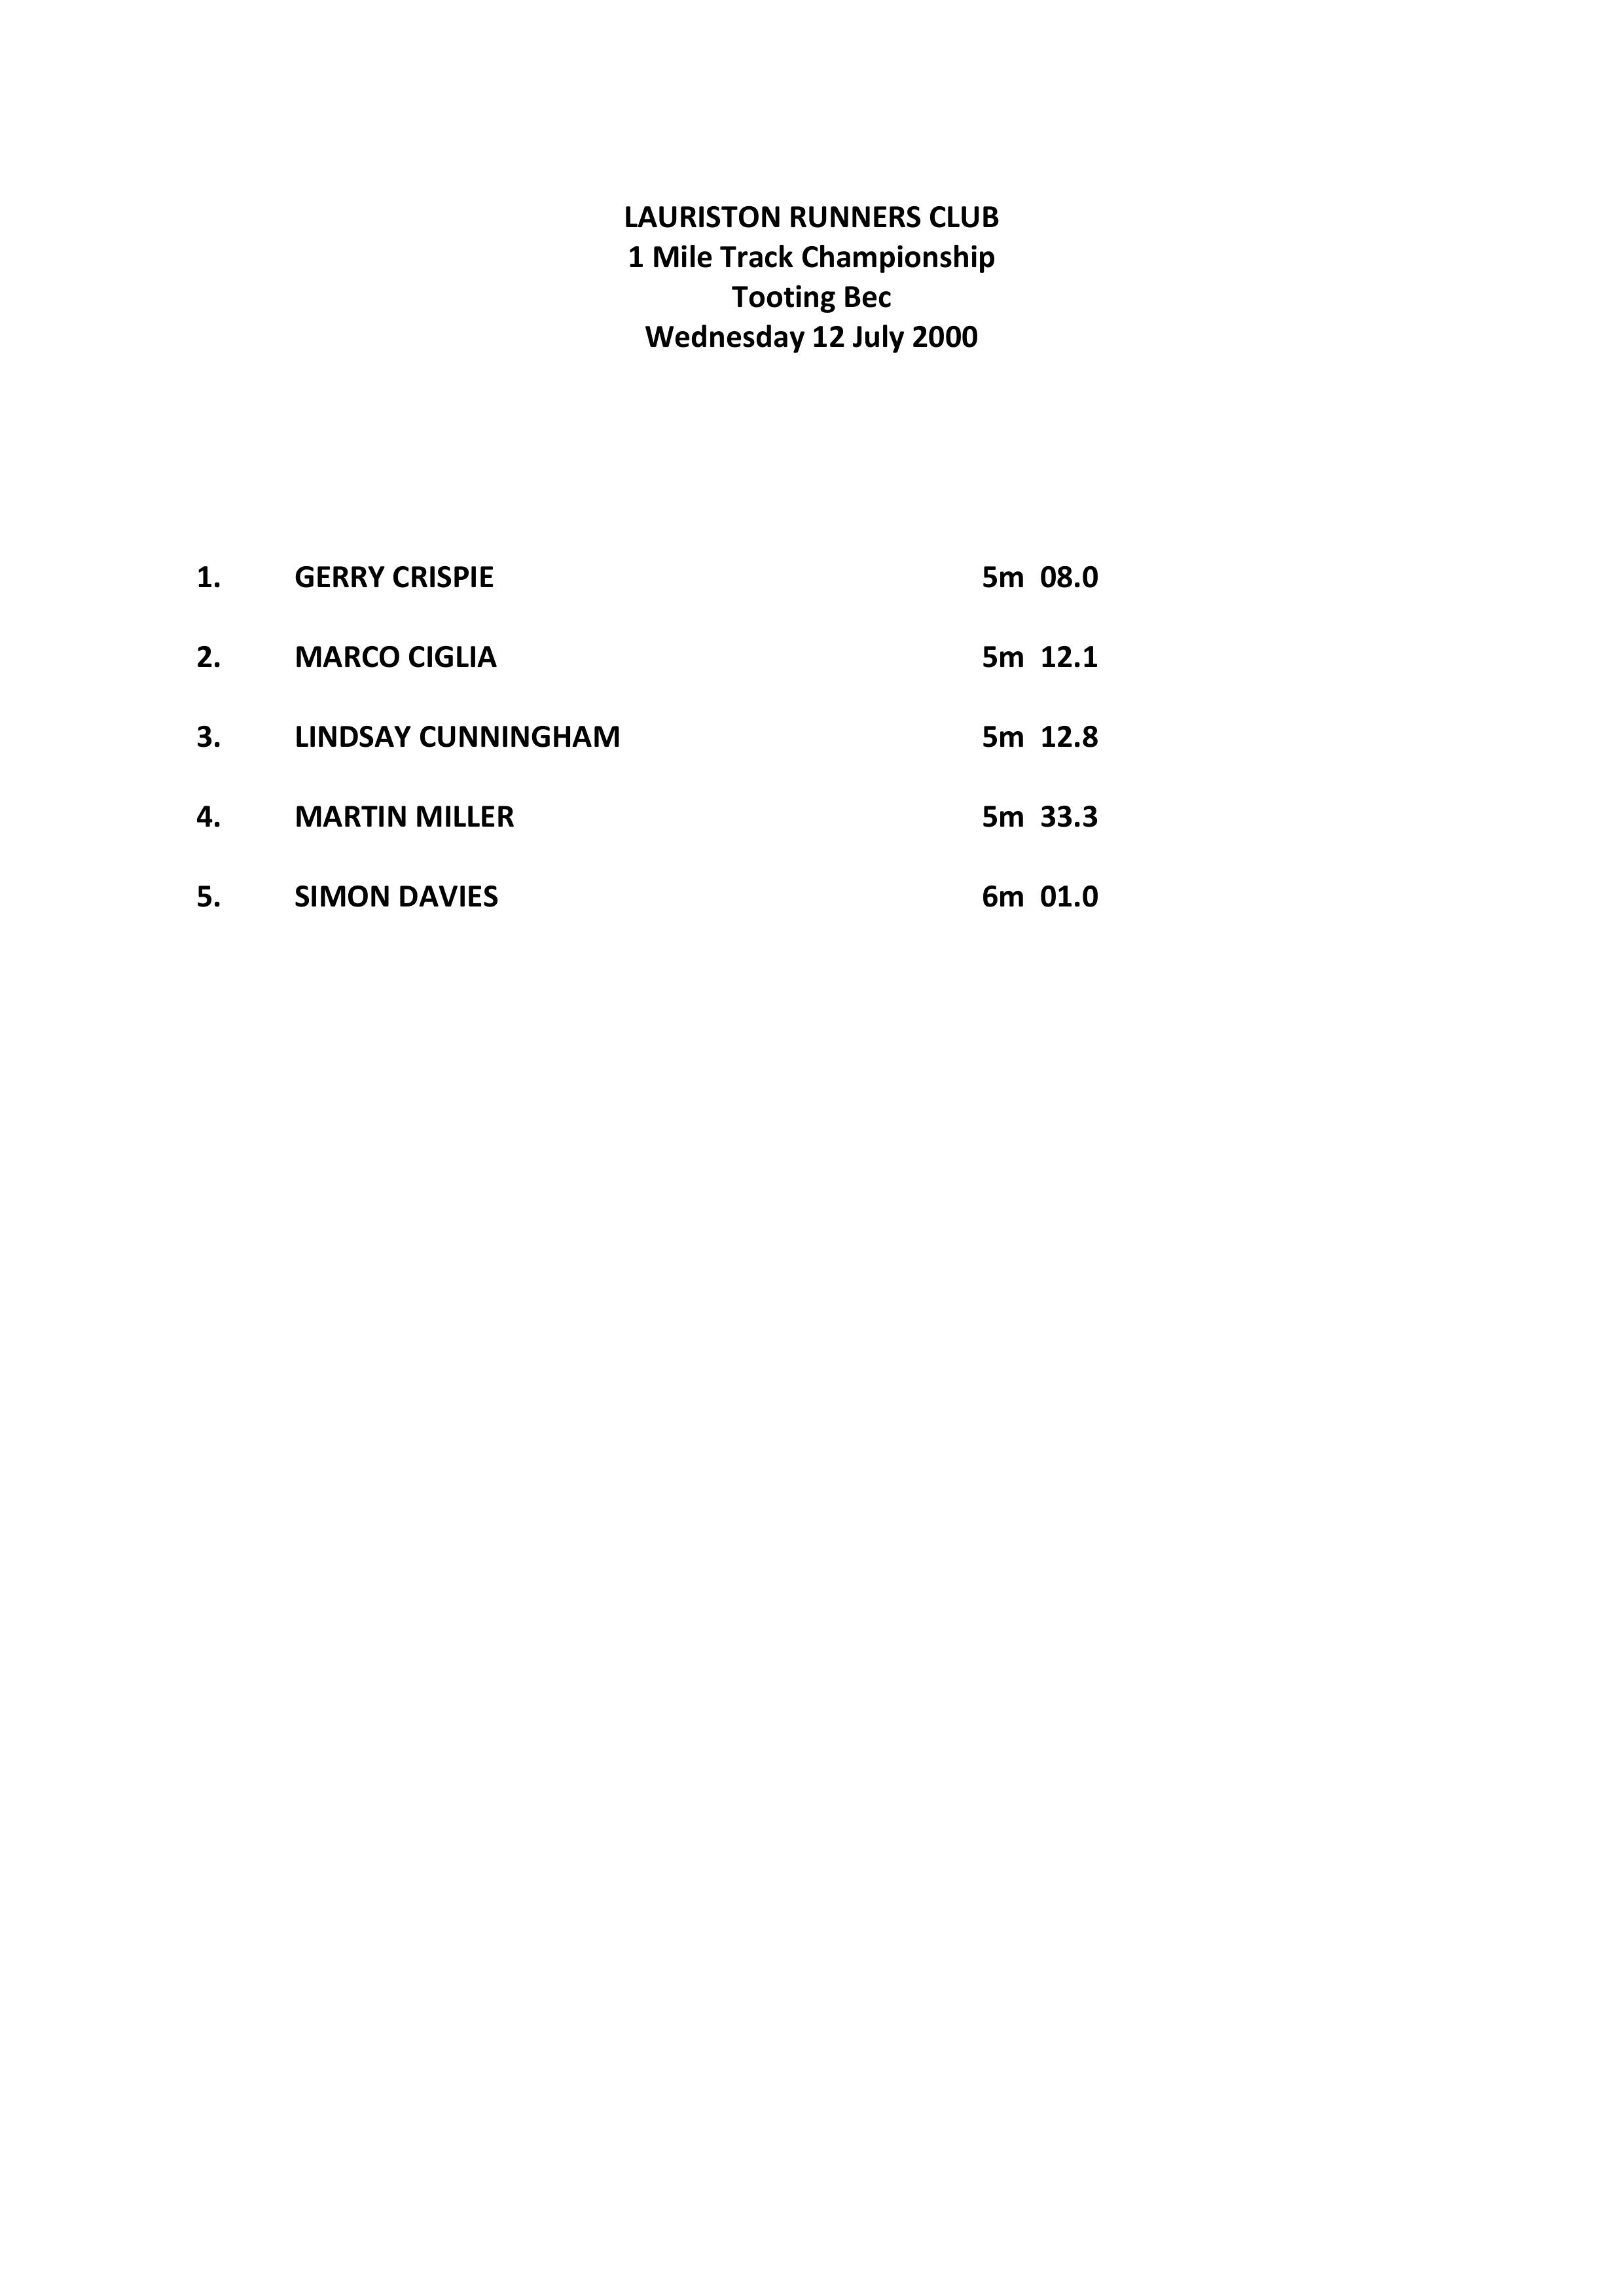 LAURISTON RUNNERS CLUB
1 Mile Track Championship
Tooting Bec
Wednesday 12 July 2000
1. GERRY CRISPIE 5m 08.0
2. MARCO CIGLIA 5m 12.1
3. LINDSAY CUNNINGHAM 5m 12.8
4. MARTIN MILLER 5m 33.3
5. SIMON DAVIES 6m 01.0